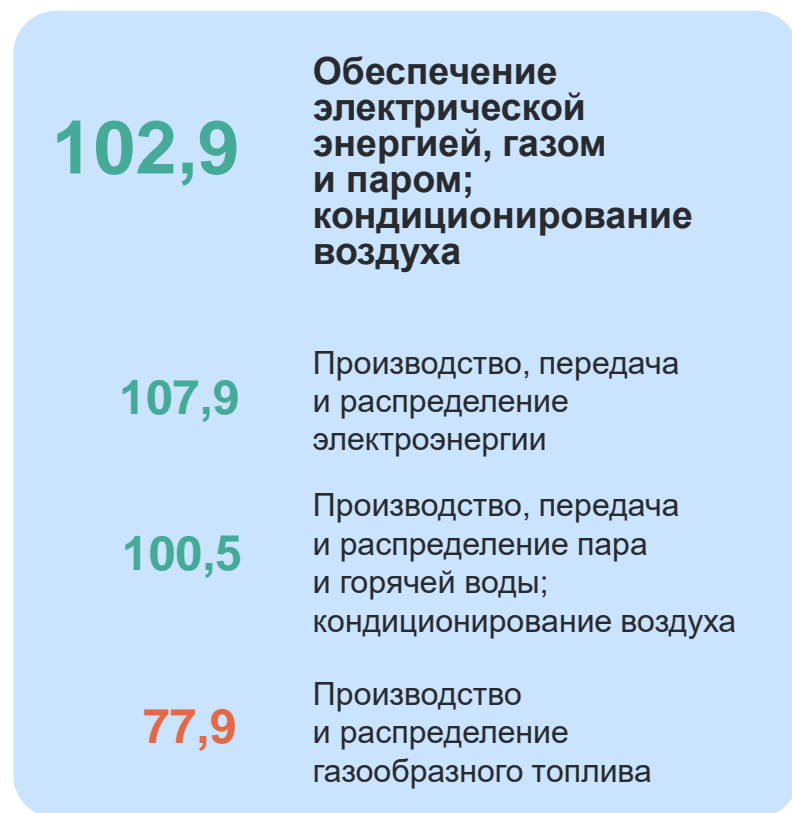 102,9
Обеспечение
электрической
энергией, газом
и паром;
кондиционирование
воздуха
107,9
Производство, передача
и распределение
электроэнергии
100,5
Производство, передача
и распределение пара
и горячей воды;
кондиционирование воздуха
77,9
Производство
и распределение
газообразного топлива